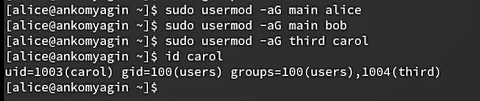 [alice@ankomyagin ~]$ sudo usermod -aG main alice
[alice@ankomyagin ~]$ sudo usermod -aG main bob
[alice@ankomyagin ~]$ sudo usermod -aG third carol
[alice@ankomyagin ~]$ id carol
uid=1003(carol) gid=100(users) groups=100(users),1004(third)
[alice@ankomyagin ~]$